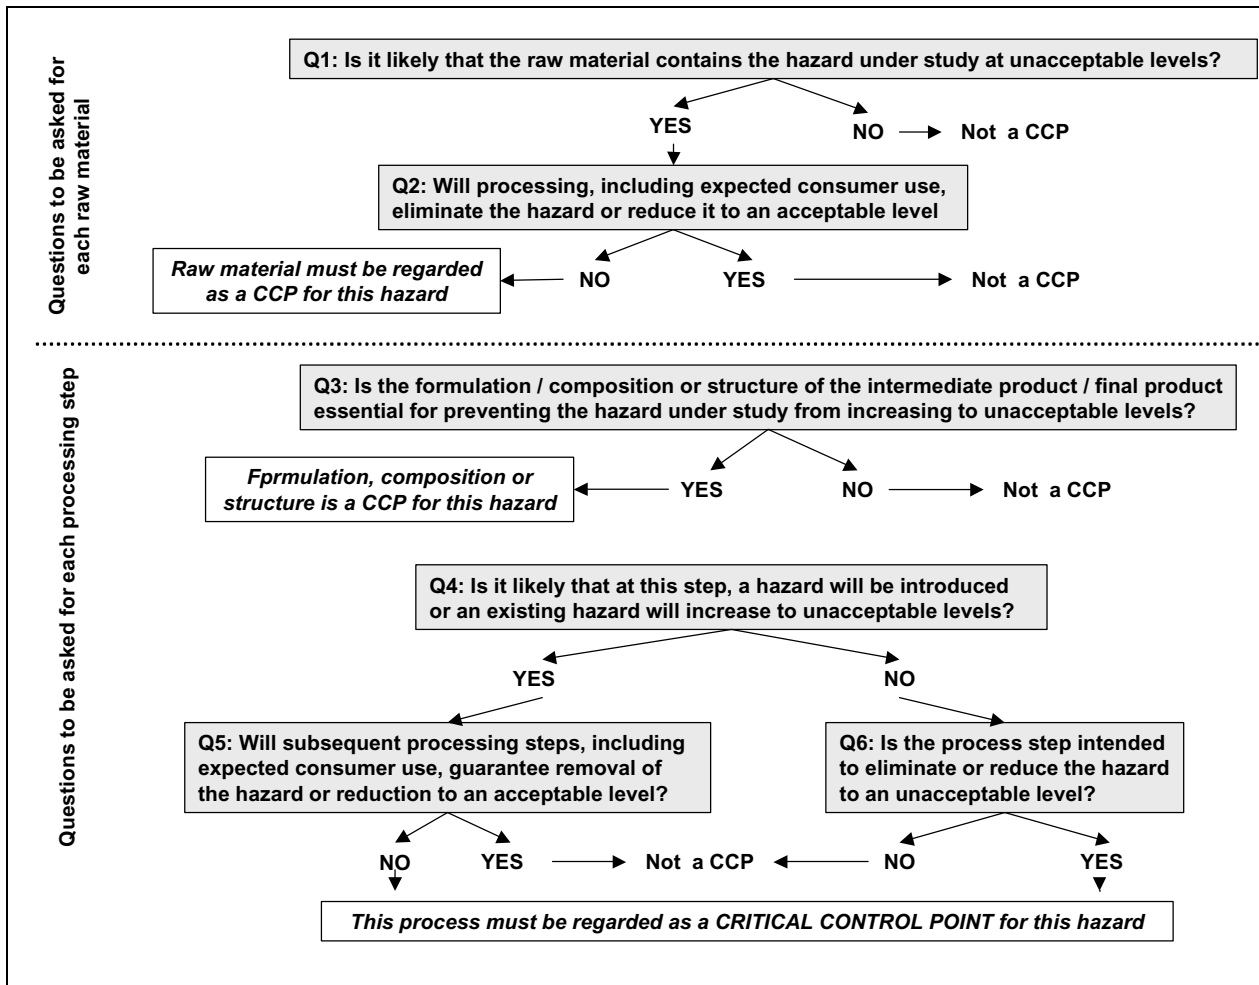 Questions to be asked for
each raw material
Q1: Is it likely that the raw material contains the hazard under study at unacceptable levels?
YES
NO
Not a CCP
Q2: Will processing, including expected consumer use,
eliminate the hazard or reduce it to an acceptable level
Raw material must be regarded
as a CCP for this hazard
NO
YES
Not a CCP
Questions to be asked for each processing step
Q3: Is the formulation / composition or structure of the intermediate product / final product
essential for preventing the hazard under study from increasing to unacceptable levels?
Fprmulation, composition or
structure is a CCP for this hazard
YES
NO
Not a CCP
Q4: Is it likely that at this step, a hazard will be introduced
or an existing hazard will increase to unacceptable levels?
YES
NO
Q5: Will subsequent processing steps, including
expected consumer use, guarantee removal of
the hazard or reduction to an acceptable level?
Q6: Is the process step intended
to eliminate or reduce the hazard
to an unacceptable level?
NO
YES
Not a CCP
NO
YES
This process must be regarded as a CRITICAL CONTROL POINT for this hazard